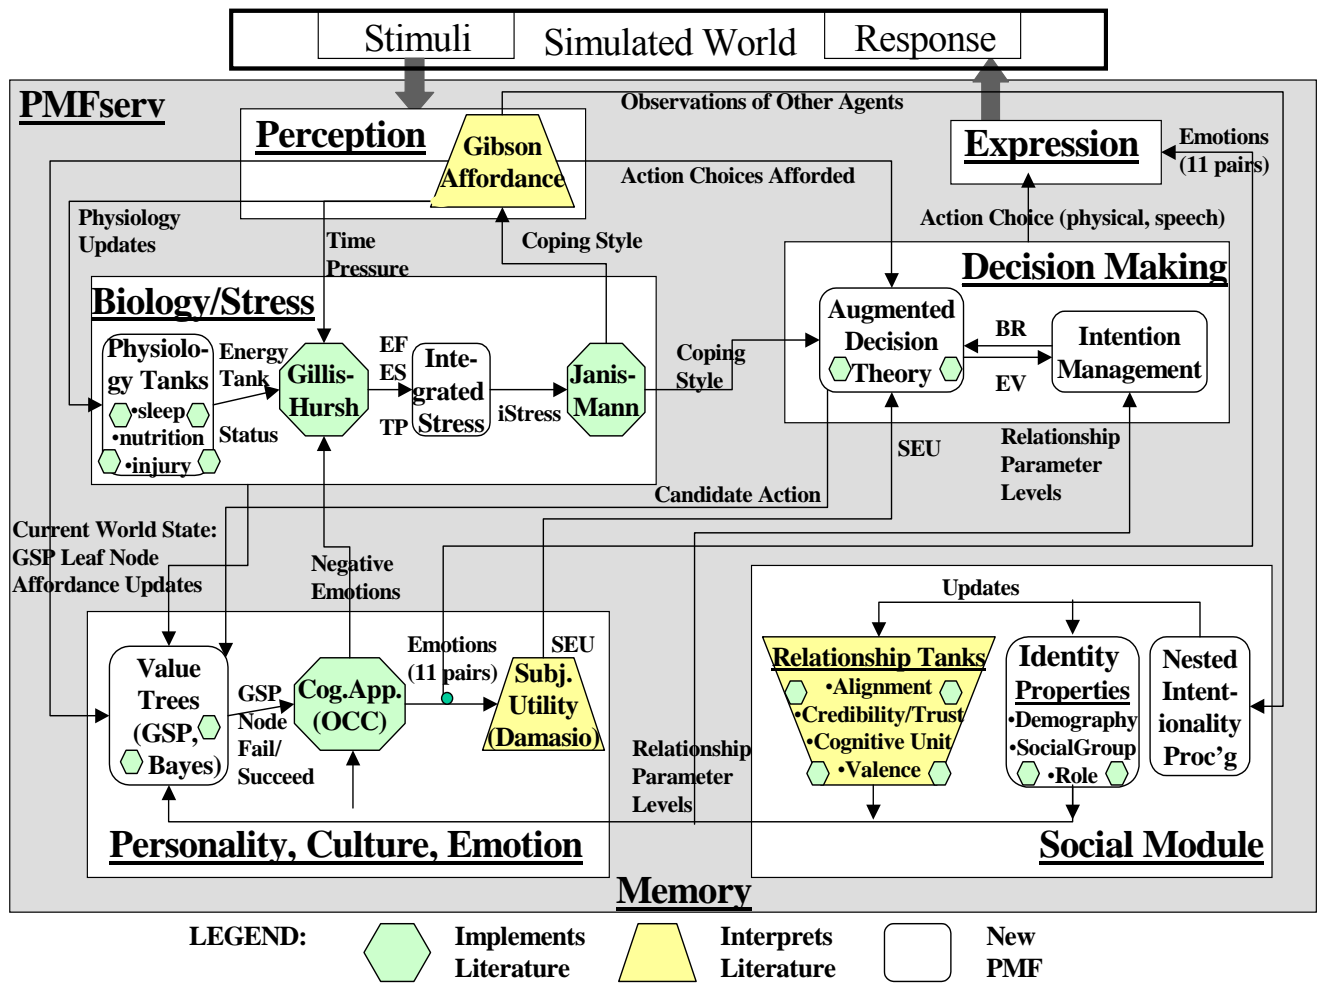 Stimuli
Simulated World
Response
PMFserv
Observations of Other Agents
Perception
Gibson
Affordance
Expression
Emotions
(11 pairs)
Action Choices Afforded
Physiology
Updates
Time
Pressure
Coping Style
Action Choice (physical, speech)
Biology/Stress
Decision Making
Physiolo-
gy Tanks
•sleep
•nutrition
•injury
Energy
Tank
Status
Gillis-
Hursh
EF
ES
TP
Inte-
grated
Stress
iStress
Janis-
Mann
Coping
Style
Augmented
Decision
Theory
BR
EV
Intention
Management
SEU
Relationship
Parameter
Levels
Candidate Action
Current World State:
GSP Leaf Node
Affordance Updates
Negative
Emotions
Updates
Value
Trees
(GSP,
Bayes)
GSP
Node
Fail/
Succeed
Cog.App.
(OCC)
Emotions
(11 pairs)
SEU
Subj.
Utility
(Damasio)
Relationship
Parameter
Levels
Relationship Tanks
•Alignment
•Credibility/Trust
•Cognitive Unit
•Valence
Identity
Properties
•Demography
•SocialGroup
•Role
Nested
Intent-
ionality
Proc'g
Personality, Culture, Emotion
Social Module
Memory
LEGEND:
Implements
Literature
Interprets
Literature
New
PMF